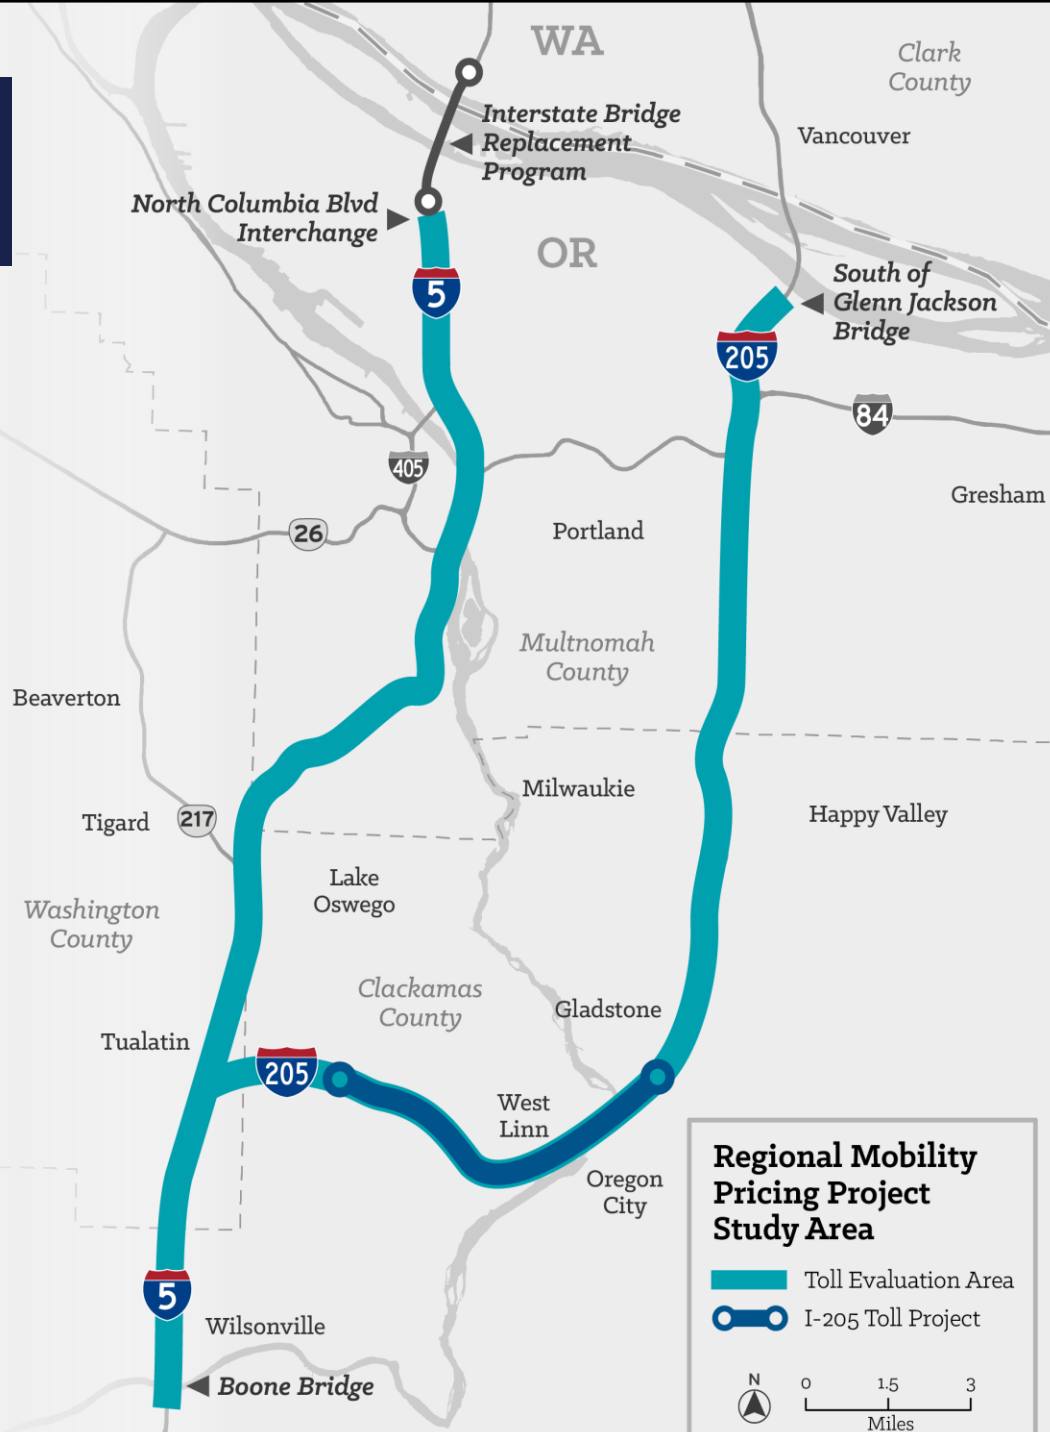 WA
Clark
County
Interstate Bridge
Replacement
Program
Vancouver
North Columbia Blvd
Interchange
OR
5
South of
Glenn Jackson
Bridge
205
84
405
Gresham
26
Portland
Multnomah
County
Beaverton
Milwaukie
Tigard
217
Happy Valley
Lake
Oswego
Washington
County
Clackamas
County
Gladstone
Tualatin
205
West
Linn
Oregon
City
5
Wilsonville
Boone Bridge
Regional Mobility
Pricing Project
Study Area
Toll Evaluation Area
I-205 Toll Project
N
0 1.5 3
Miles